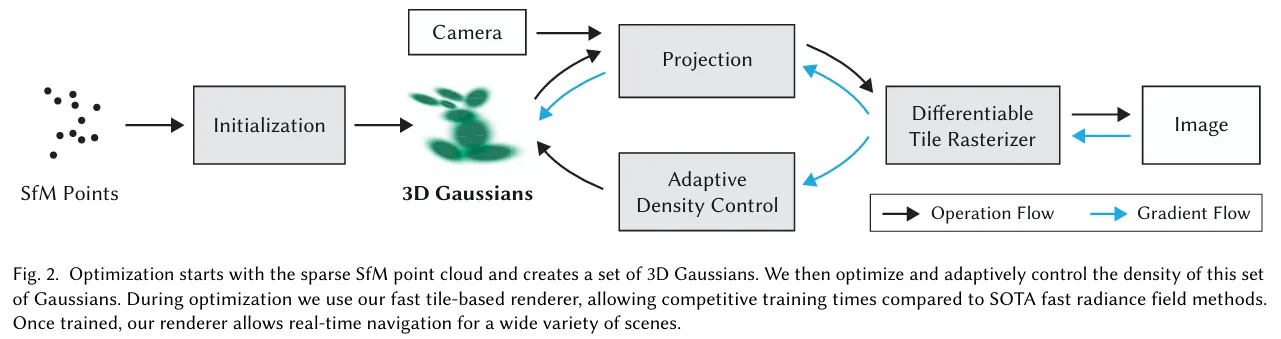 Camera
Projection
Initialization
Differentiable
Tile Rasterizer
Image
SfM Points
3D Gaussians
Adaptive
Density Control
Operation Flow
Gradient Flow
Fig. 2. Optimization starts with the sparse SfM point cloud and creates a set of 3D Gaussians. We then optimize and adaptively control the density of this set
of Gaussians. During optimization we use our fast tile-based renderer, allowing competitive training times compared to SOTA fast radiance field methods.
Once trained, our renderer allows real-time navigation for a wide variety of scenes.